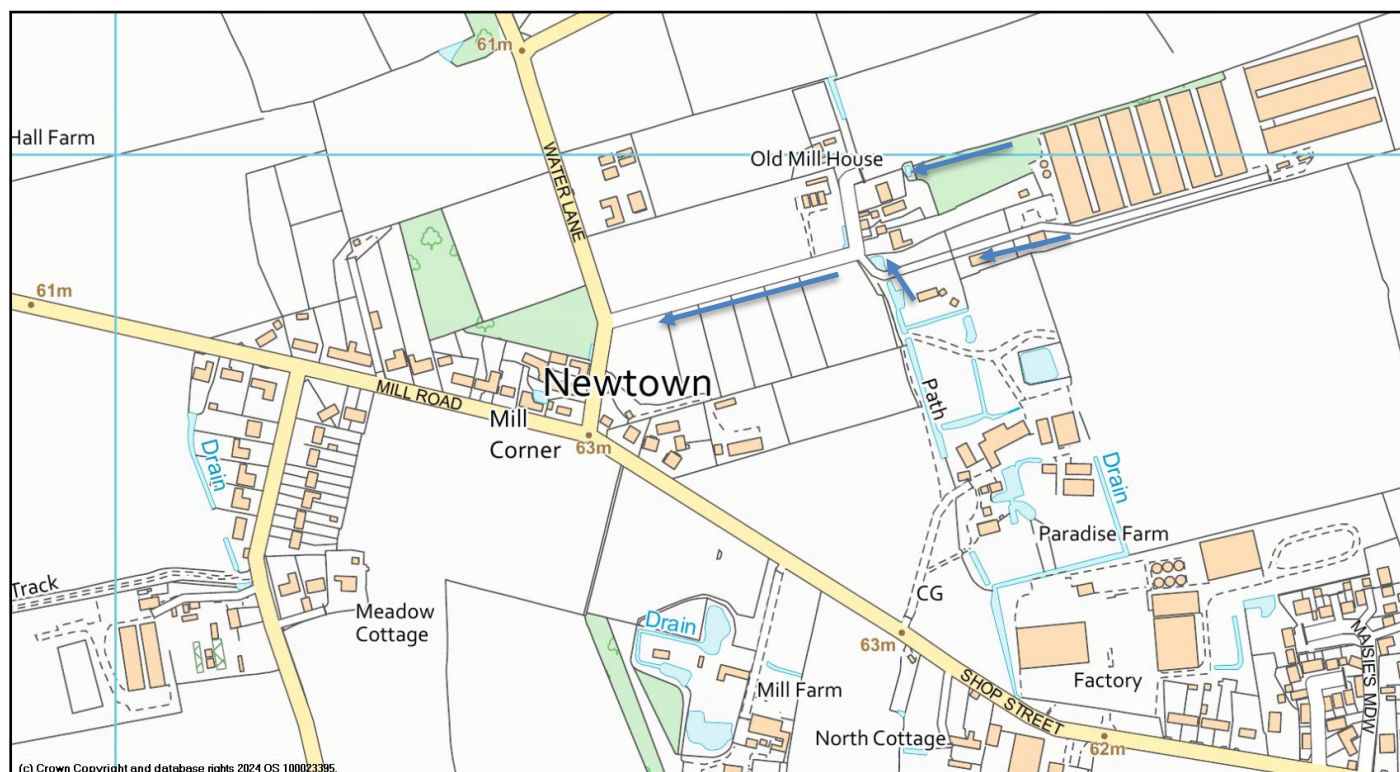 61m
Hall Farm
WATER LANE
Old Mill House
61m
MILL ROAD
Newtown
Mill
Corner
63m
Path
Drain
Drain
Paradise Farm
Track
Meadow
Cottage
Drain
CG
63m
MAISIE'S MDW
Mill Farm
SHOP STREET
Factory
North Cottage
62m
(c) Crown Copyright and database rights 2024 OS 100023395.